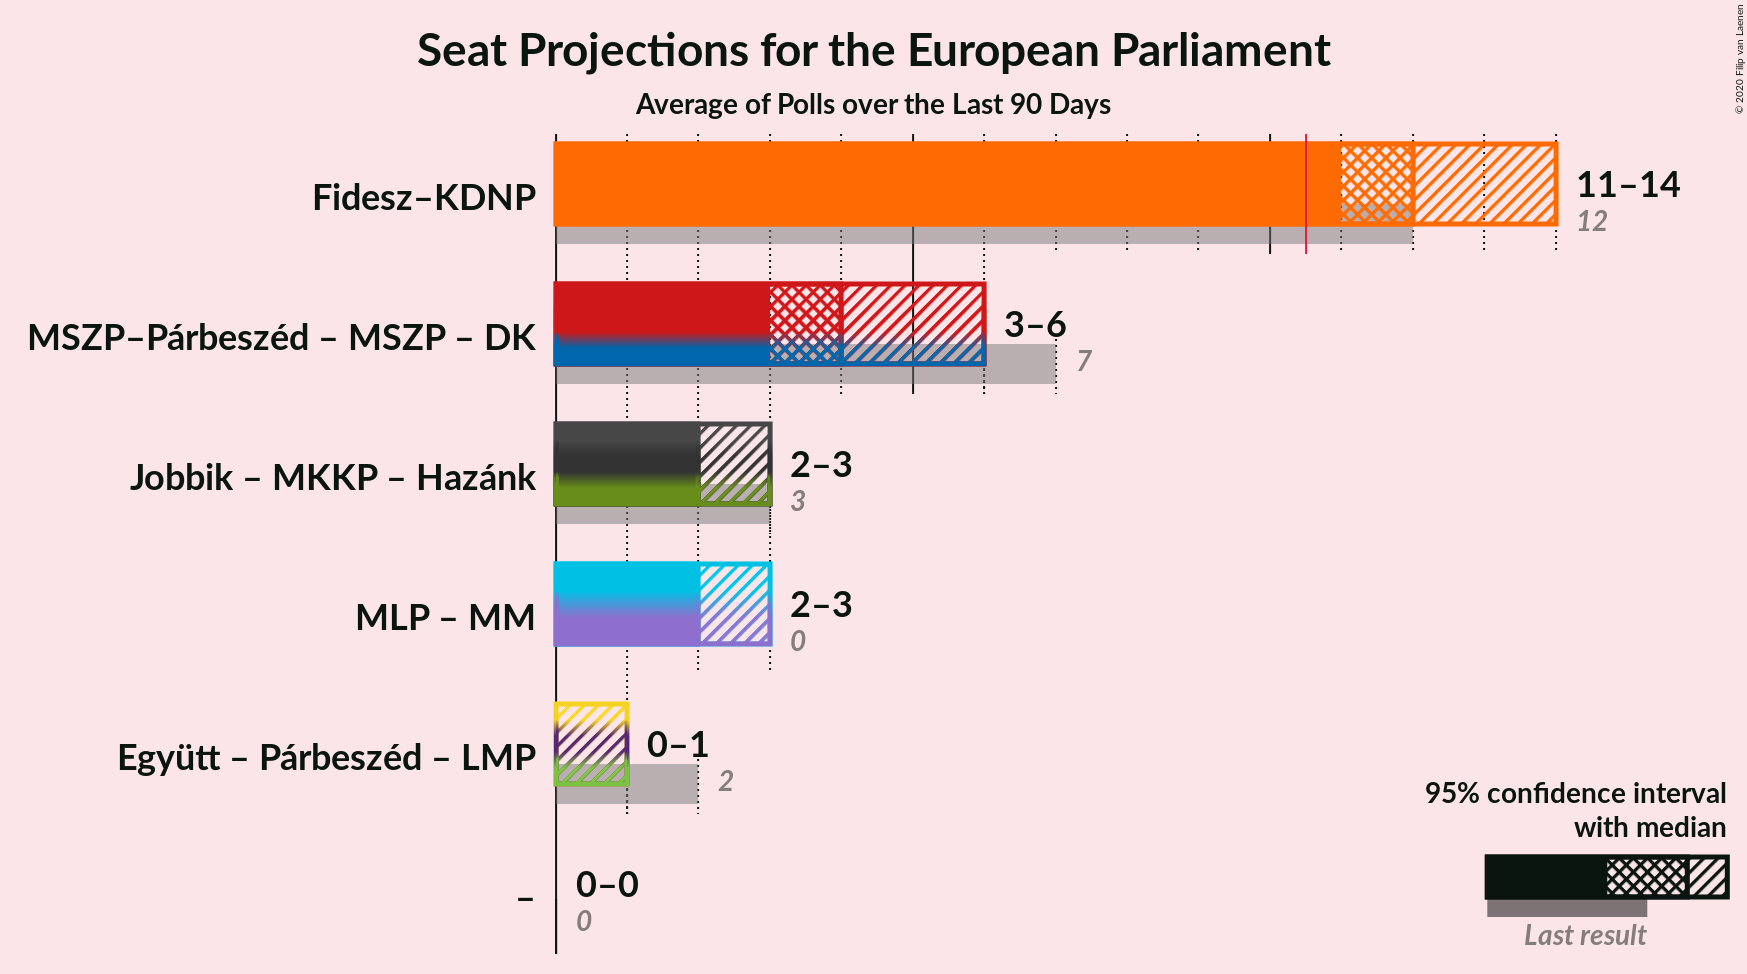 Seat Projections for the European Parliament
Average of Polls over the Last 90 Days
© 2020 Filip van Laenen
Fidesz–KDNP
11–14
12
MSZP–Párbeszéd – MSZP – DK
3–6
7
Jobbik – MKKP – Hazánk
2–3
3
MLP – MM
2–3
0
Együtt – Párbeszéd – LMP
0–1
2
–
0–0
0
95% confidence interval
with median
Last result